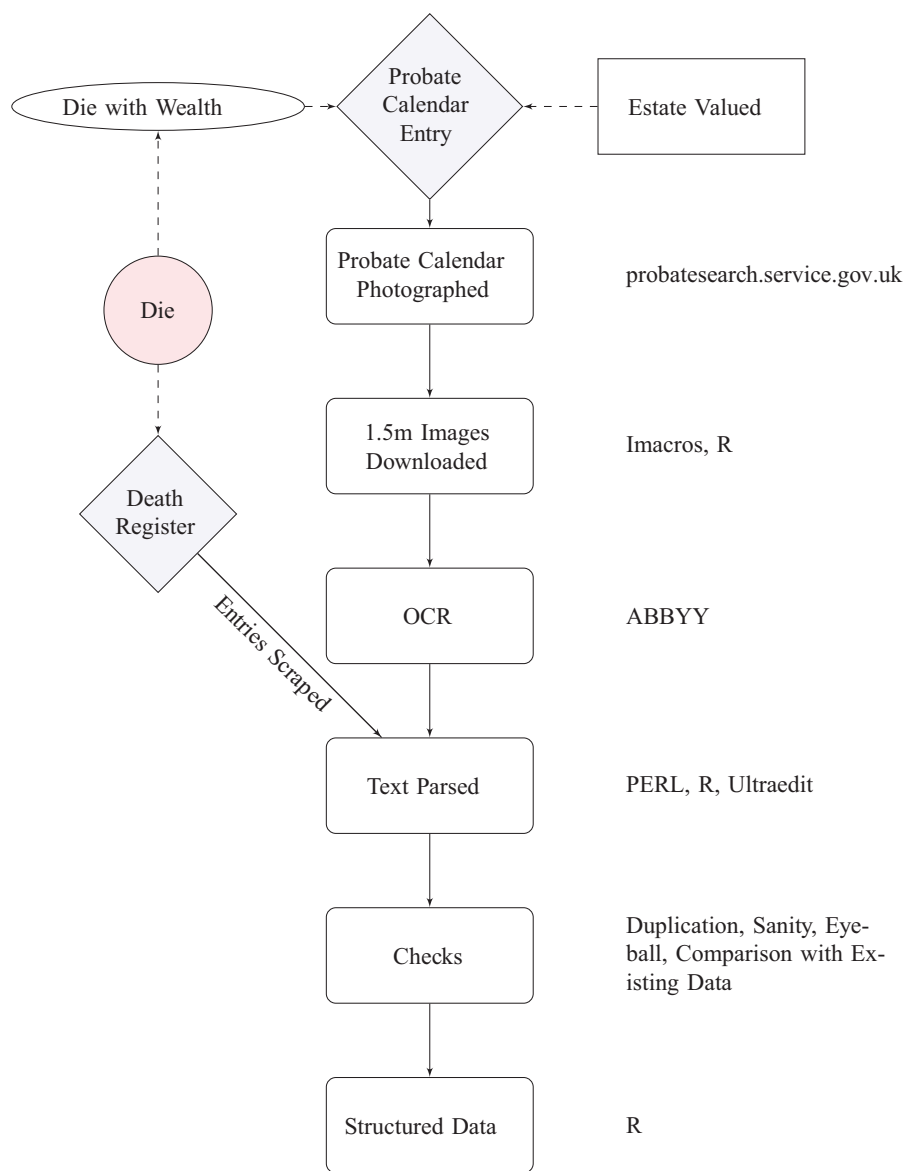 Probate
Calendar
Entry
Die with Wealth
Estate Valued
Probate Calendar
Photographed
probatesearch.service.gov.uk
Die
1.5m Images
Downloaded
Imacros, R
Death
Register
Entries Scraped
OCR
ABBYY
Text Parsed
PERL, R, Ultraedit
Checks
Duplication, Sanity, Eye-
ball, Comparison with Ex-
isting Data
Structured Data
R